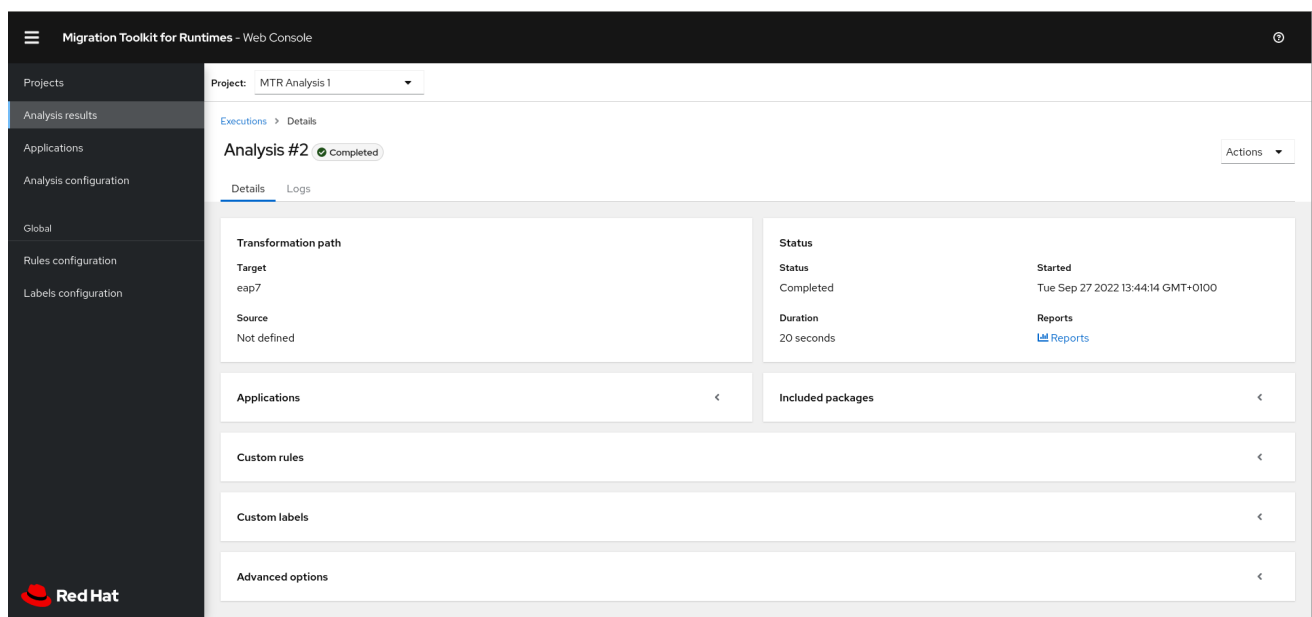 Migration Toolkit for Runtimes - Web Console
Projects
Analysis results
Applications
Analysis configuration
Global
Rules configuration
Labels configuration
Red Hat
Project: MTR Analysis 1
Executions > Details
Analysis #2 Completed
Actions
Details Logs
Transformation path
Target
eap7
Source
Not defined
Status
Status Started
Completed Tue Sep 27 2022 13:44:14 GMT+0100
Duration Reports
20 seconds Reports
Applications
Included packages
Custom rules
Custom labels
Advanced options